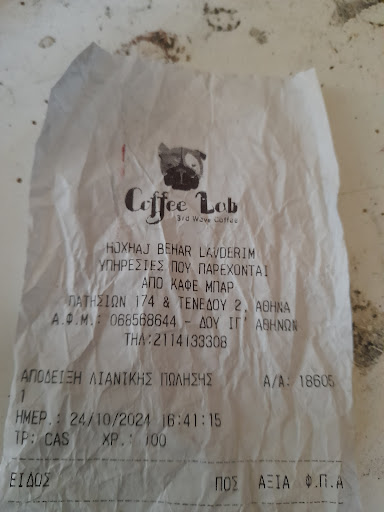 Coffee Lab
3rd Wave Coffee
HOXHAJ BEHAR LAVDERIM
ΥΠΗΡΕΣΙΕΣ ΠΟΥ ΠΑΡΕΧΟΝΤΑΙ
ΑΠΟ ΚΑΦΕ ΜΠΑΡ
ΠΑΤΗΣΙΩΝ 174 & ΤΕΝΕΔΟΥ 2, ΑΘΗΝΑ
Α.Φ.Μ.: 068568644 - ΔΟΥ ΙΓ' ΑΘΗΝΩΝ
ΤΗΛ:2114133308
ΑΠΟΔΕΙΞΗ ΛΙΑΝΙΚΗΣ ΠΩΛΗΣΗΣ Α/Α: 18605
1
ΗΜΕΡ.: 24/10/2024 16:41:15
ΤΡ: CAS ΧΡ.: 100
ΕΙΔΟΣ ΠΟΣ ΑΞΙΑ Φ.Π.Α